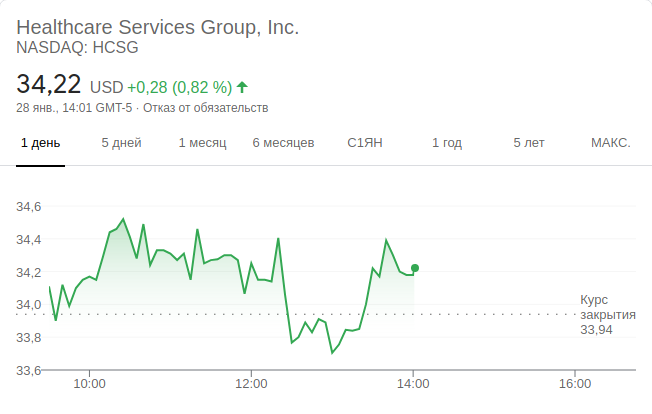 Healthcare Services Group, Inc.
NASDAQ: HCSG
34,22 USD +0,28 (0,82 %)
28 янв., 14:01 GMT-5 · Отказ от обязательств
1 день 5 дней 1 месяц 6 месяцев С1ЯН 1 год 5 лет МАКС.
34,6
34,4
34,2
34,0
33,8
33,6
Курс
закрытия
33,94
10:00 12:00 14:00 16:00